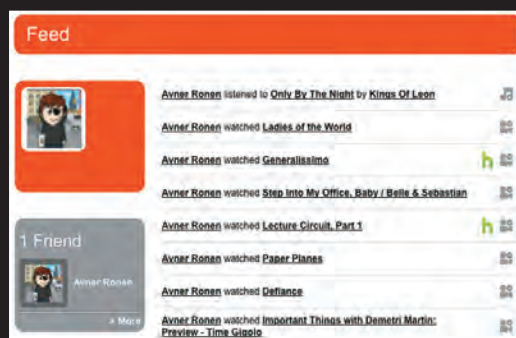 Feed
Avner Ronen listened to Only By The Night by Kings Of Leon
Avner Ronen watched Ladies of the World
Avner Ronen watched Generalissimo
h
Avner Ronen watched Step Into My Office, Baby / Belle & Sebastian
Avner Ronen watched Lecture Circuit, Part 1
h
Avner Ronen watched Paper Planes
Avner Ronen watched Defiance
Avner Ronen watched Important Things with Demetri Martin:
Preview - Time Gigolo
1 Friend
Avner Ronen
> More